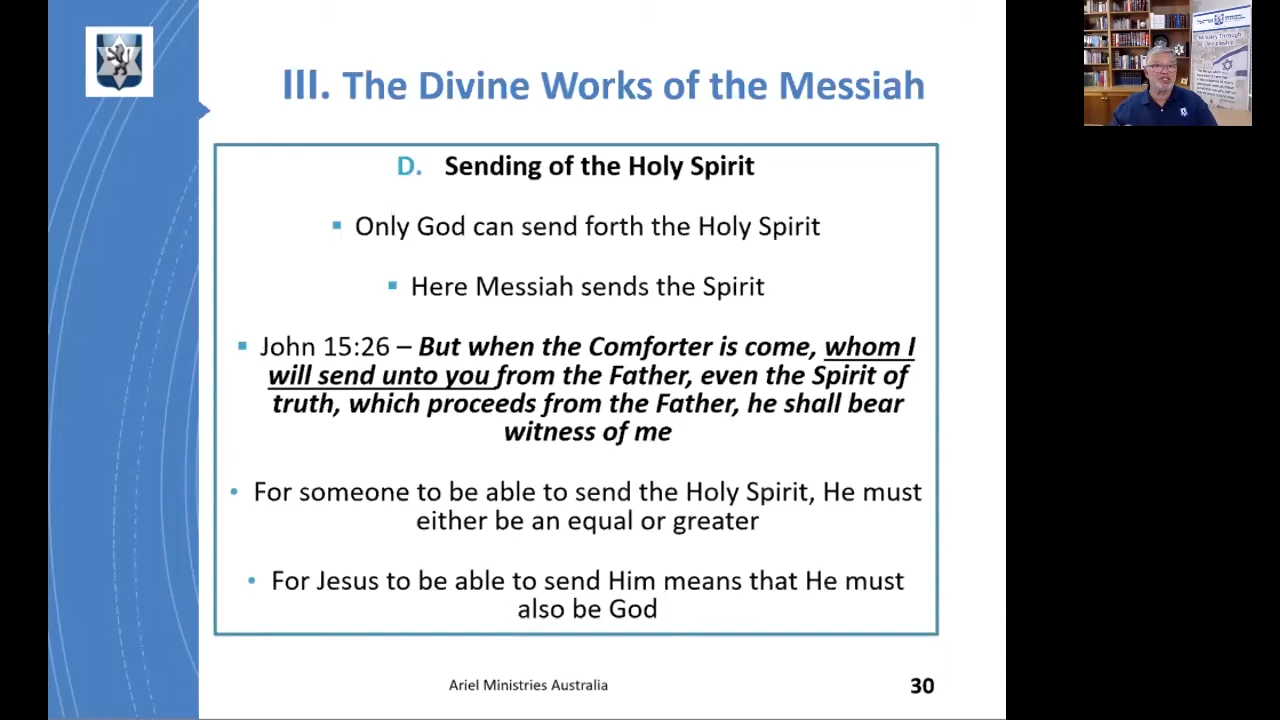 III. The Divine Works of the Messiah
D. Sending of the Holy Spirit
▪ Only God can send forth the Holy Spirit
▪ Here Messiah sends the Spirit
▪ John 15:26 – But when the Comforter is come, whom I
will send unto you from the Father, even the Spirit of
truth, which proceeds from the Father, he shall bear
witness of me
• For someone to be able to send the Holy Spirit, He must
either be an equal or greater
• For Jesus to be able to send Him means that He must
also be God
Ariel Ministries Australia
30
Ministry Through
Discipleship